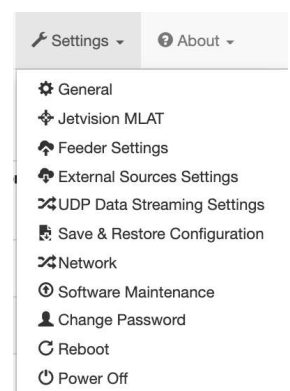 Settings About
General
Jetvision MLAT
Feeder Settings
External Sources Settings
UDP Data Streaming Settings
Save & Restore Configuration
Network
Software Maintenance
Change Password
Reboot
Power Off